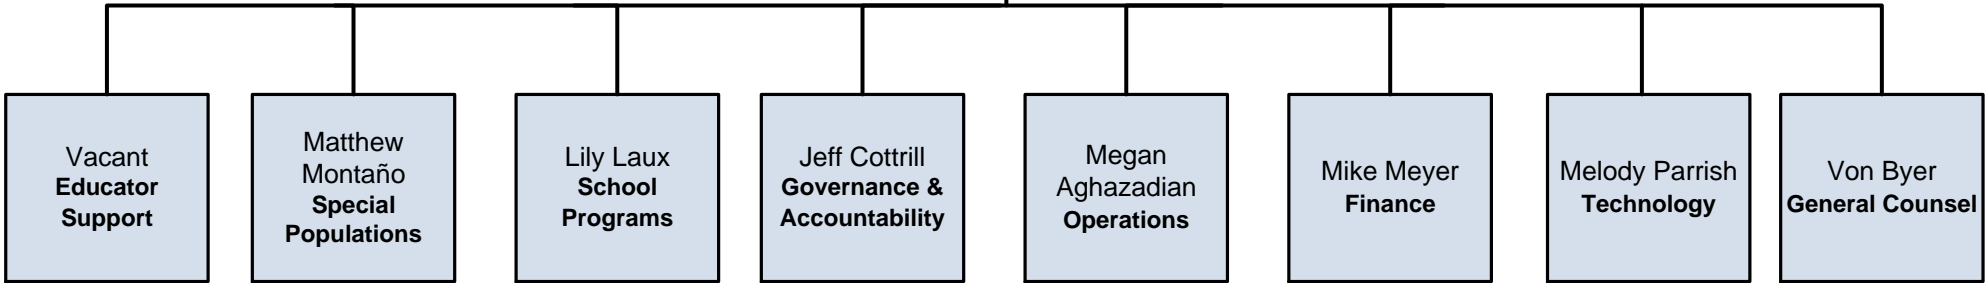 Vacant
Educator
Support
Matthew
Montaño
Special
Populations
Lily Laux
School
Programs
Jeff Cottrill
Governance &
Accountability
Megan
Aghazadian
Operations
Mike Meyer
Finance
Melody Parrish
Technology
Von Byer
General Counsel